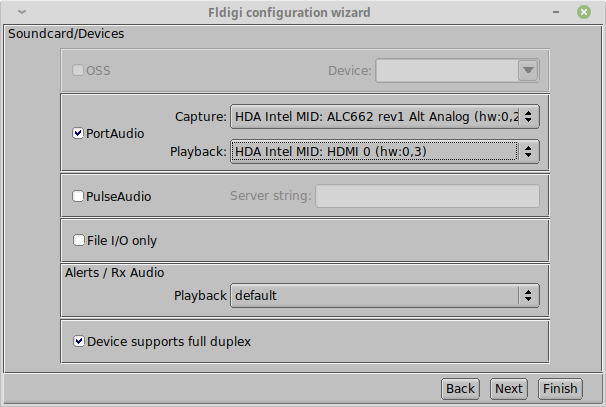 Fldigi configuration wizard
Soundcard/Devices
OSS Device:
PortAudio
Capture: HDA Intel MID: ALC662 rev1 Alt Analog (hw:0,2
Playback: HDA Intel MID: HDMI 0 (hw:0,3)
PulseAudio Server string:
File I/O only
Alerts / Rx Audio
Playback default
Device supports full duplex
Back Next Finish